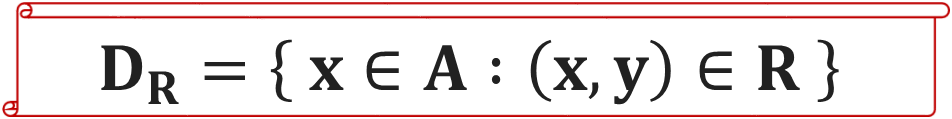 D_R = { x ∈ A : (x, y) ∈ R }